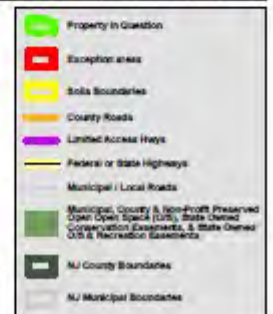 Property In Question
Exception areas
Soils Boundaries
County Roads
Limited Access Hwys
Federal or State Highways
Municipal / Local Roads
Municipal, County & Non-Profit Preserved
Open Open Space (O/S), State Owned
Conservation Easements, & State Owned
O/S & Recreation Easements
NJ County Boundaries
NJ Municipal Boundaries